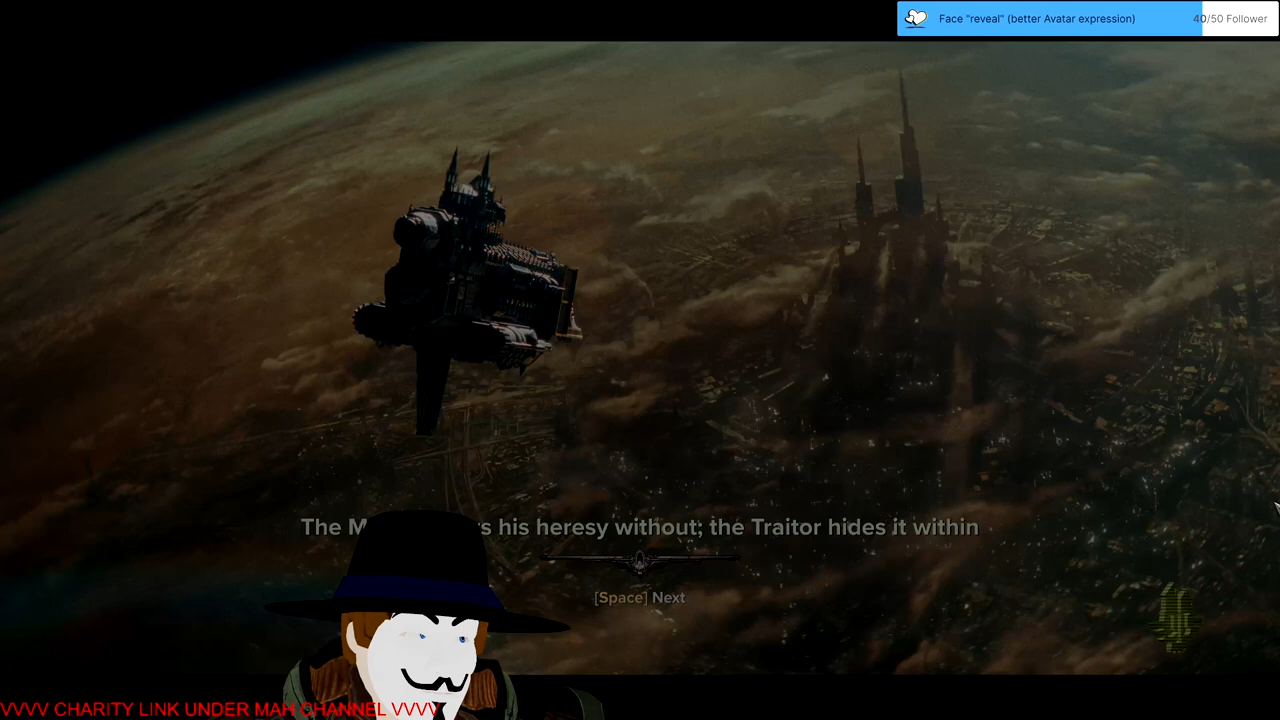 Face "reveal" (better Avatar expression) 40/50 Follower
The his heresy without; the Traitor hides it within
[Space] Next
VVVV CHARITY LINK UNDER MAH CHANNEL VVVV